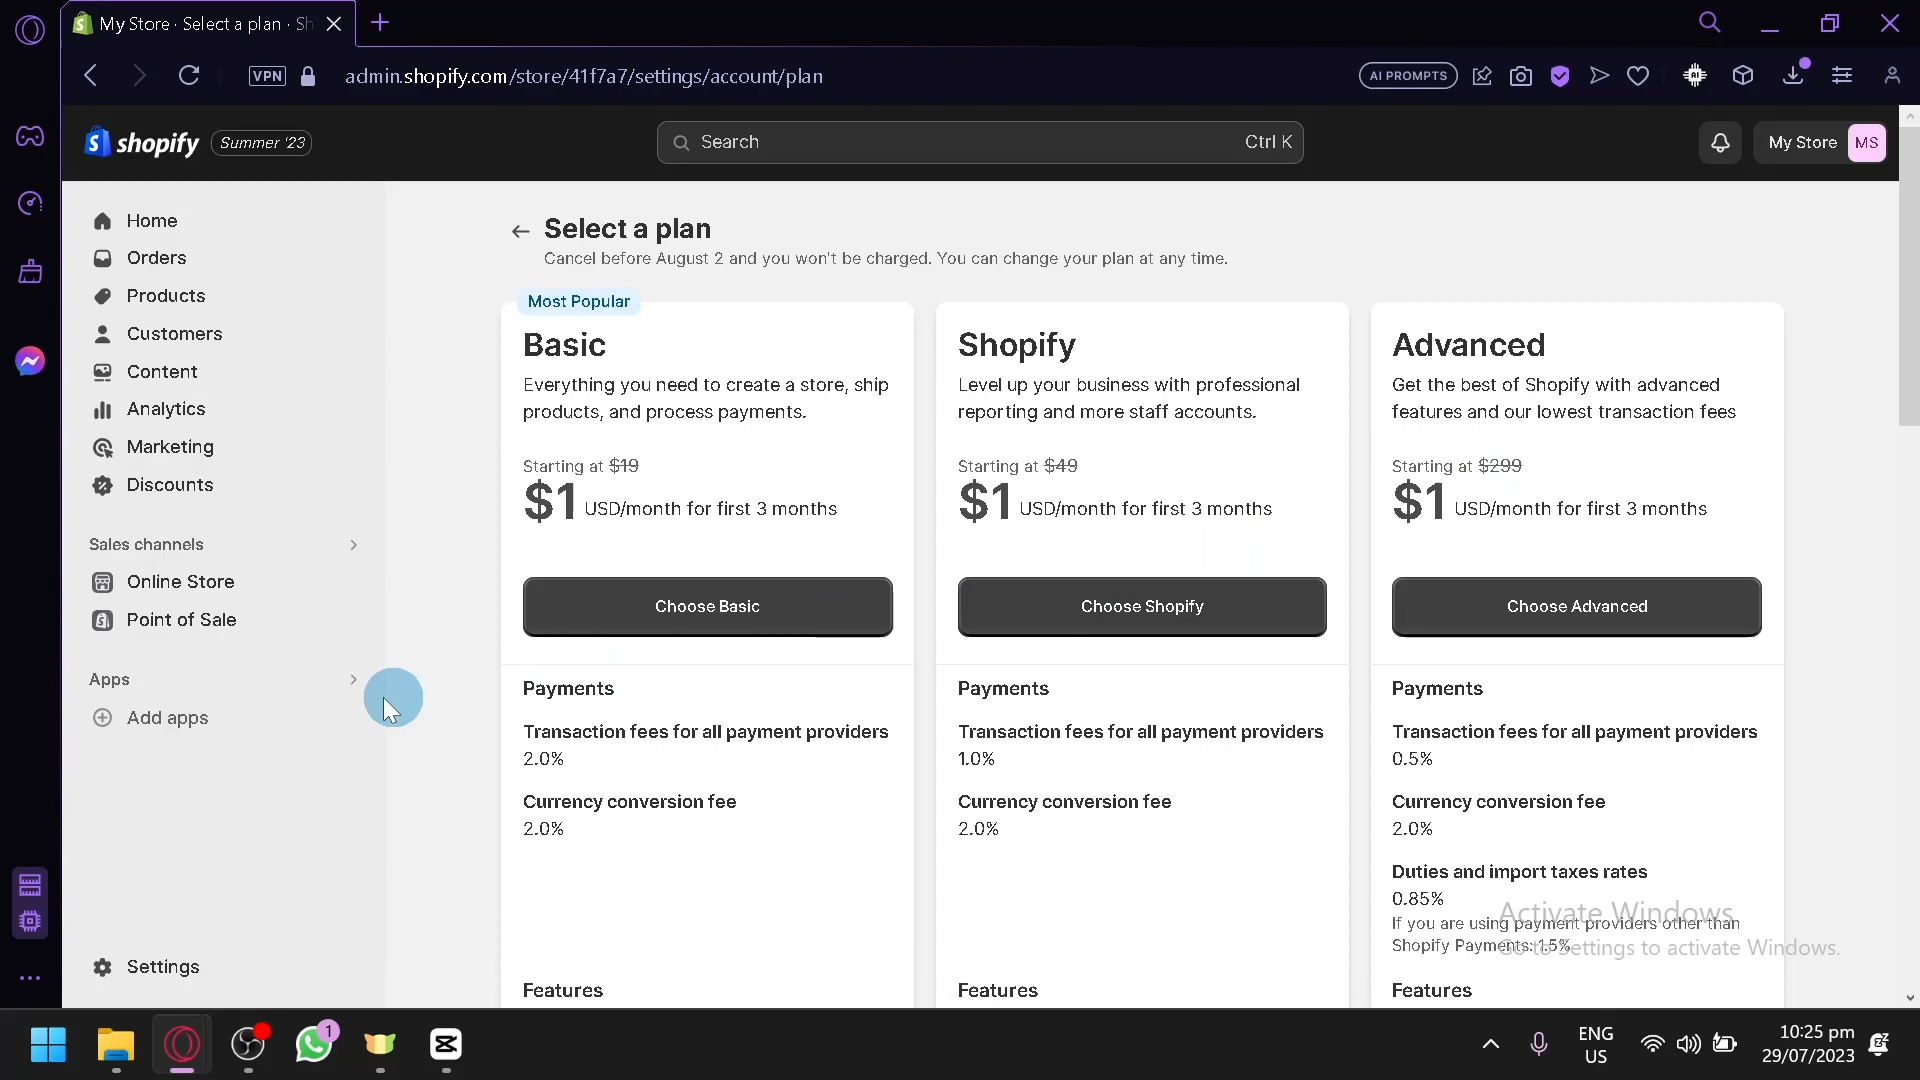 My Store · Select a plan · Sh
VPN
admin.shopify.com/store/41f7a7/settings/account/plan
AI PROMPTS
shopify
Summer '23
Search
Ctrl K
My Store
MS
Home
Orders
Products
Customers
Content
Analytics
Marketing
Discounts
Sales channels
Online Store
Point of Sale
Apps
Add apps
Settings
Select a plan
Cancel before August 2 and you won't be charged. You can change your plan at any time.
Most Popular
Basic
Everything you need to create a store, ship
products, and process payments.
Starting at $19
$1 USD/month for first 3 months
Choose Basic
Payments
Transaction fees for all payment providers
2.0%
Currency conversion fee
2.0%
Features
Shopify
Level up your business with professional
reporting and more staff accounts.
Starting at $49
$1 USD/month for first 3 months
Choose Shopify
Payments
Transaction fees for all payment providers
1.0%
Currency conversion fee
2.0%
Features
Advanced
Get the best of Shopify with advanced
features and our lowest transaction fees
Starting at $299
$1 USD/month for first 3 months
Choose Advanced
Payments
Transaction fees for all payment providers
0.5%
Currency conversion fee
2.0%
Duties and import taxes rates
0.85%
If you are using payment providers other than
Shopify Payments: 1.5%
Features
Activate Windows
Go to Settings to activate Windows.
1
ENG
US
10:25 pm
29/07/2023